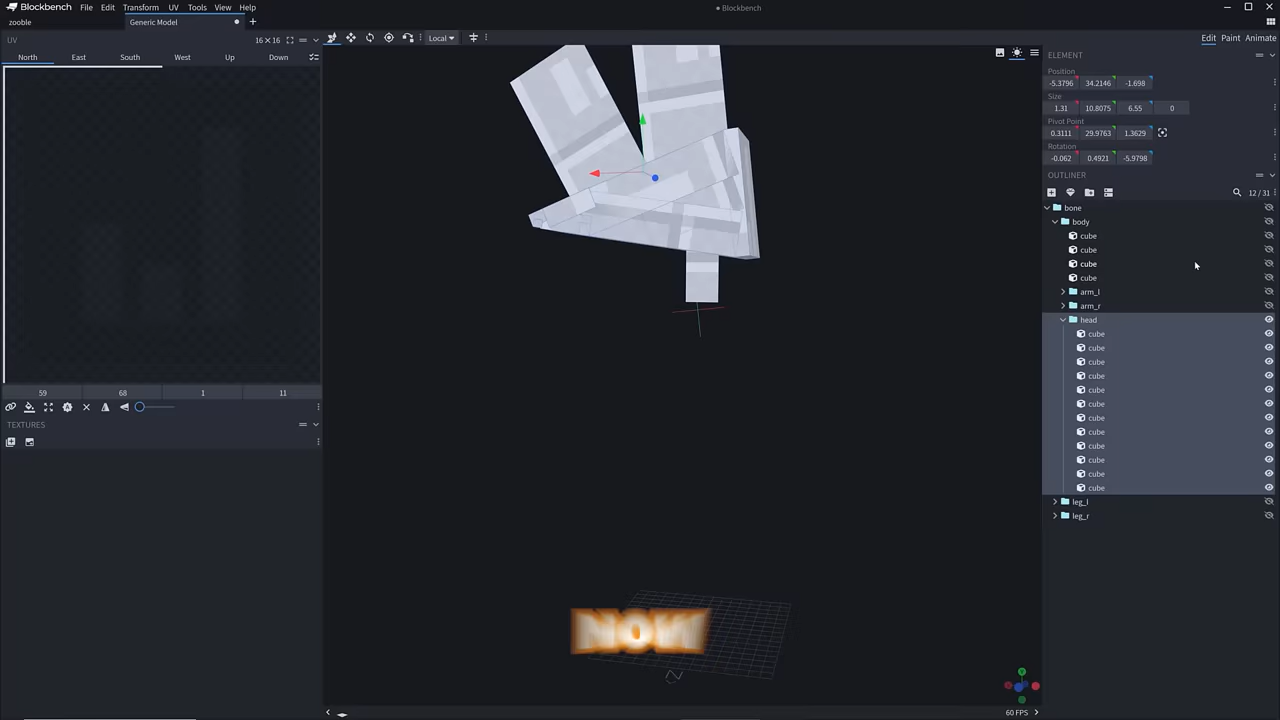 Blockbench File Edit Transform UV Tools View Help
Blockbench
zooble Generic Model
UV 16×16
North East South West Up Down
Local
Edit Paint Animate
ELEMENT
Position
-5.3796 34.2146 -1.698
Size
1.31 10.8075 6.55 0
Pivot Point
0.3111 29.9763 1.3629
Rotation
-0.062 0.4921 -5.9798
OUTLINER
12/31
bone
body
cube
cube
cube
cube
arm_l
arm_r
head
cube
cube
cube
cube
cube
cube
cube
cube
cube
cube
cube
cube
leg_l
leg_r
59 68 1 11
TEXTURES
60 FPS